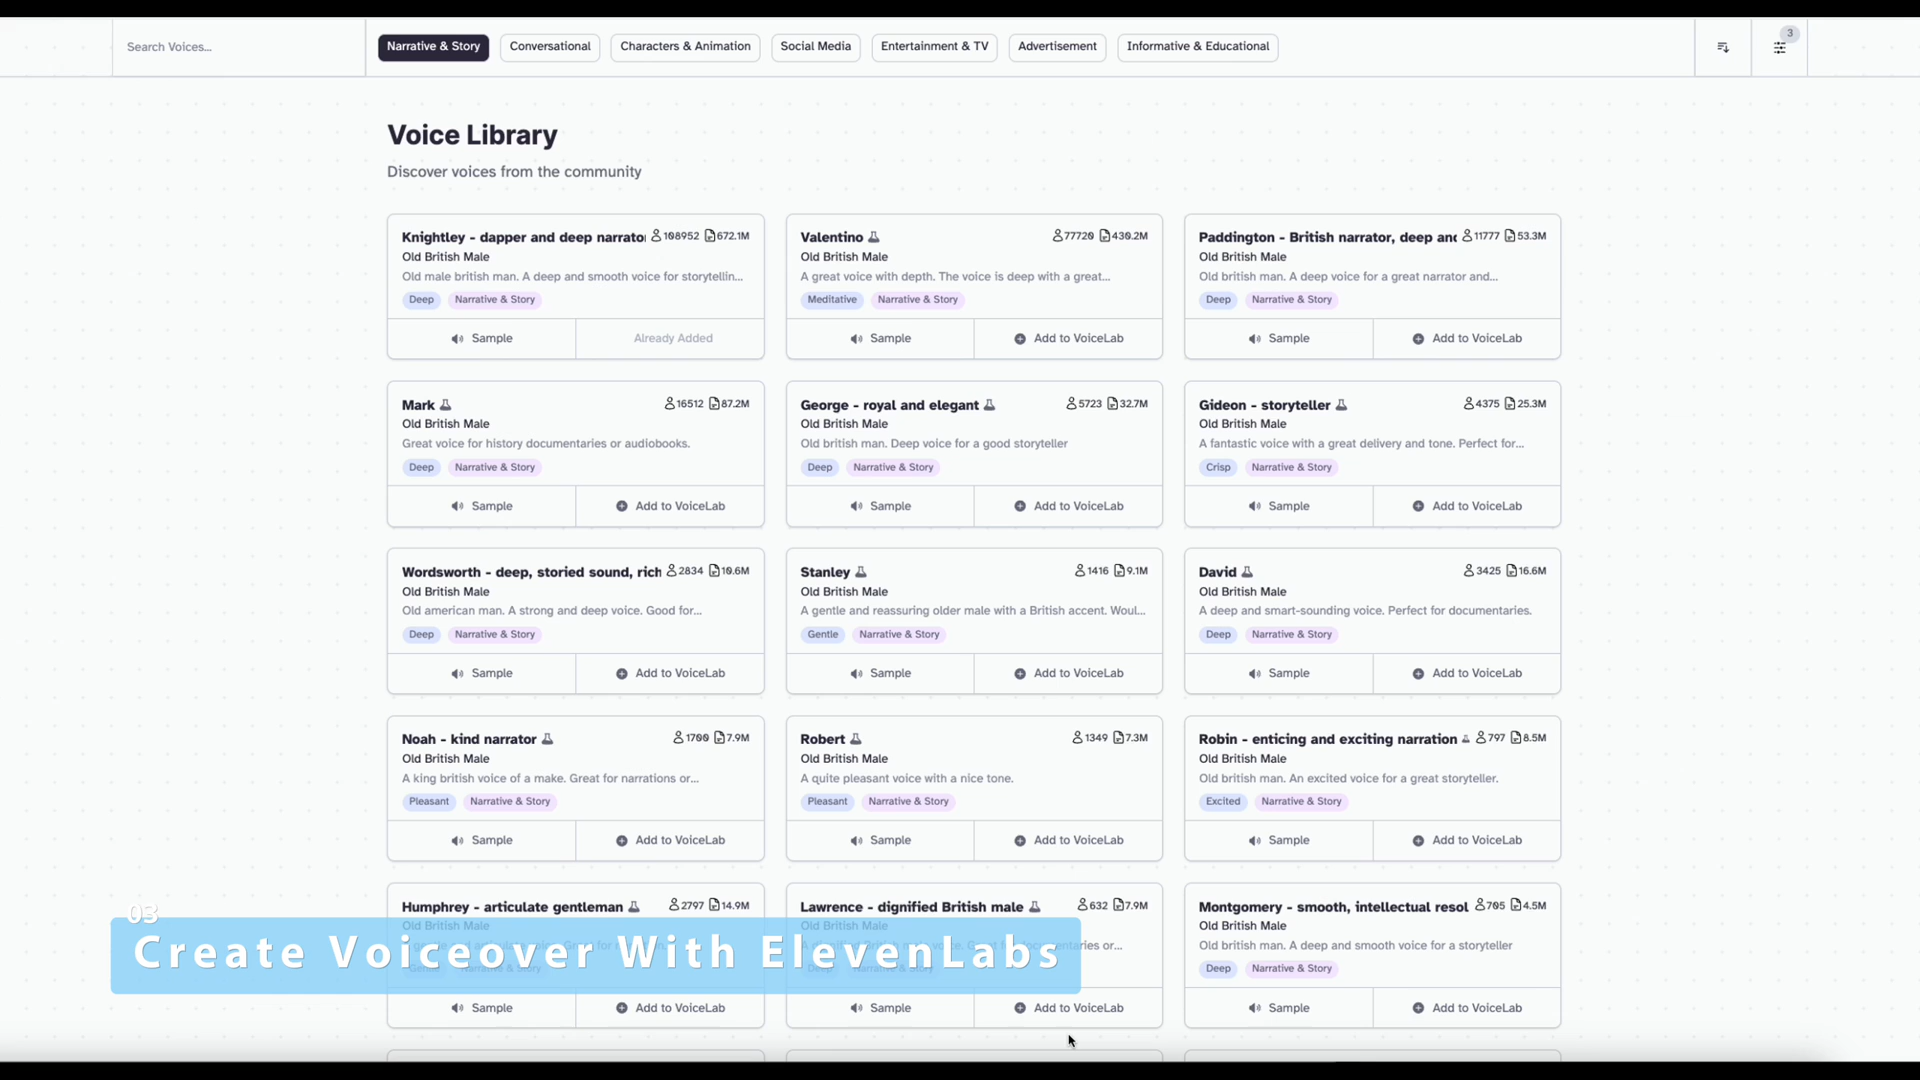 Search Voices...
Narrative & Story
Conversational
Characters & Animation
Social Media
Entertainment & TV
Advertisement
Informative & Educational
3
Voice Library
Discover voices from the community
Knightley - dapper and deep narrato 108952 672.1M
Old British Male
Old male british man. A deep and smooth voice for storytellin...
Deep Narrative & Story
Sample Already Added
Valentino 77720 430.2M
Old British Male
A great voice with depth. The voice is deep with a great...
Meditative Narrative & Story
Sample Add to VoiceLab
Paddington - British narrator, deep and 11777 53.3M
Old British Male
Old british man. A deep voice for a great narrator and...
Deep Narrative & Story
Sample Add to VoiceLab
Mark 16512 87.2M
Old British Male
Great voice for history documentaries or audiobooks.
Deep Narrative & Story
Sample Add to VoiceLab
George - royal and elegant 5723 32.7M
Old British Male
Old british man. Deep voice for a good storyteller
Deep Narrative & Story
Sample Add to VoiceLab
Gideon - storyteller 4375 25.3M
Old British Male
A fantastic voice with a great delivery and tone. Perfect for...
Crisp Narrative & Story
Sample Add to VoiceLab
Wordsworth - deep, storied sound, rich 2834 10.6M
Old British Male
Old american man. A strong and deep voice. Good for...
Deep Narrative & Story
Sample Add to VoiceLab
Stanley 1416 9.1M
Old British Male
A gentle and reassuring older male with a British accent. Woul...
Gentle Narrative & Story
Sample Add to VoiceLab
David 3425 16.6M
Old British Male
A deep and smart-sounding voice. Perfect for documentaries.
Deep Narrative & Story
Sample Add to VoiceLab
Noah - kind narrator 1700 7.9M
Old British Male
A king british voice of a make. Great for narrations or...
Pleasant Narrative & Story
Sample Add to VoiceLab
Robert 1349 7.3M
Old British Male
A quite pleasant voice with a nice tone.
Pleasant Narrative & Story
Sample Add to VoiceLab
Robin - enticing and exciting narration 797 8.5M
Old British Male
Old british man. An excited voice for a great storyteller.
Excited Narrative & Story
Sample Add to VoiceLab
Humphrey - articulate gentleman 2797 14.9M
Old British Male
Sample Add to VoiceLab
Lawrence - dignified British male 632 7.9M
Old British Male
Sample Add to VoiceLab
Montgomery - smooth, intellectual resol 705 4.5M
Old British Male
Old british man. A deep and smooth voice for a storyteller
Deep Narrative & Story
Sample Add to VoiceLab
03
Create Voiceover With ElevenLabs